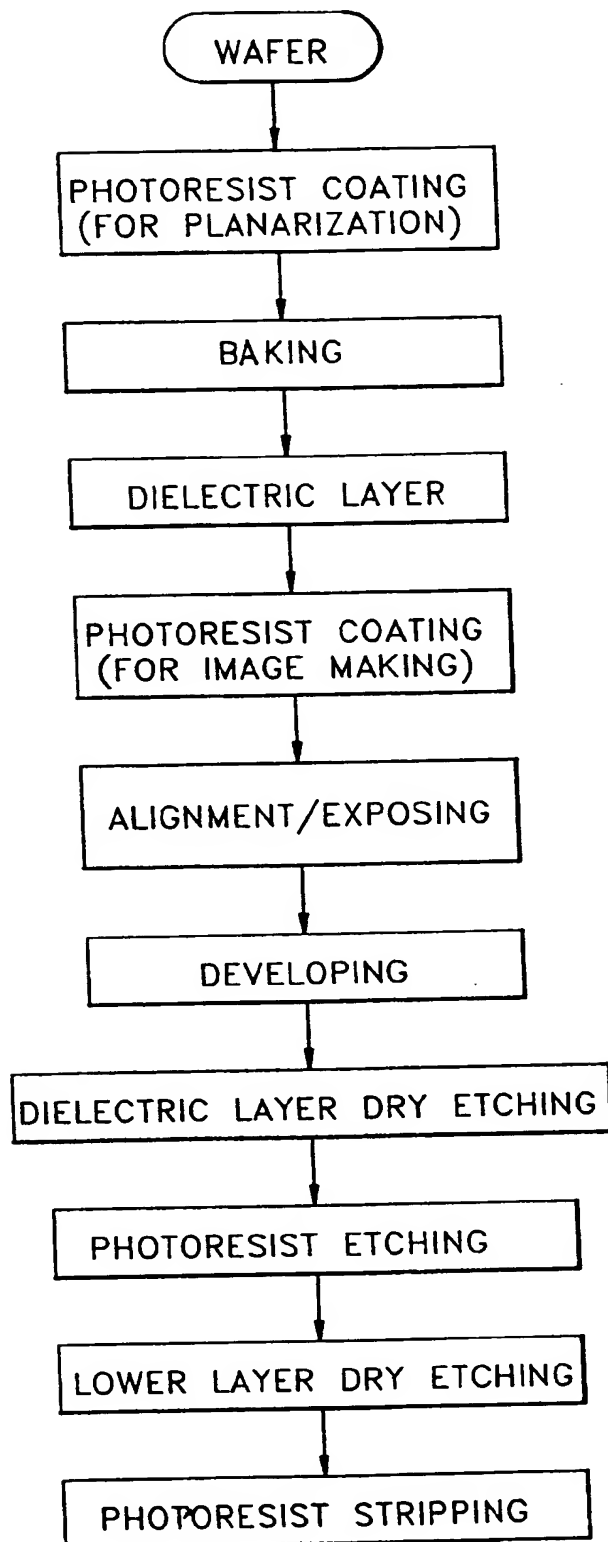 WAFER
PHOTORESIST COATING
(FOR PLANARIZATION)
BAKING
DIELECTRIC LAYER
PHOTORESIST COATING
(FOR IMAGE MAKING)
ALIGNMENT/EXPOSING
DEVELOPING
DIELECTRIC LAYER DRY ETCHING
PHOTORESIST ETCHING
LOWER LAYER DRY ETCHING
PHOTORESIST STRIPPING